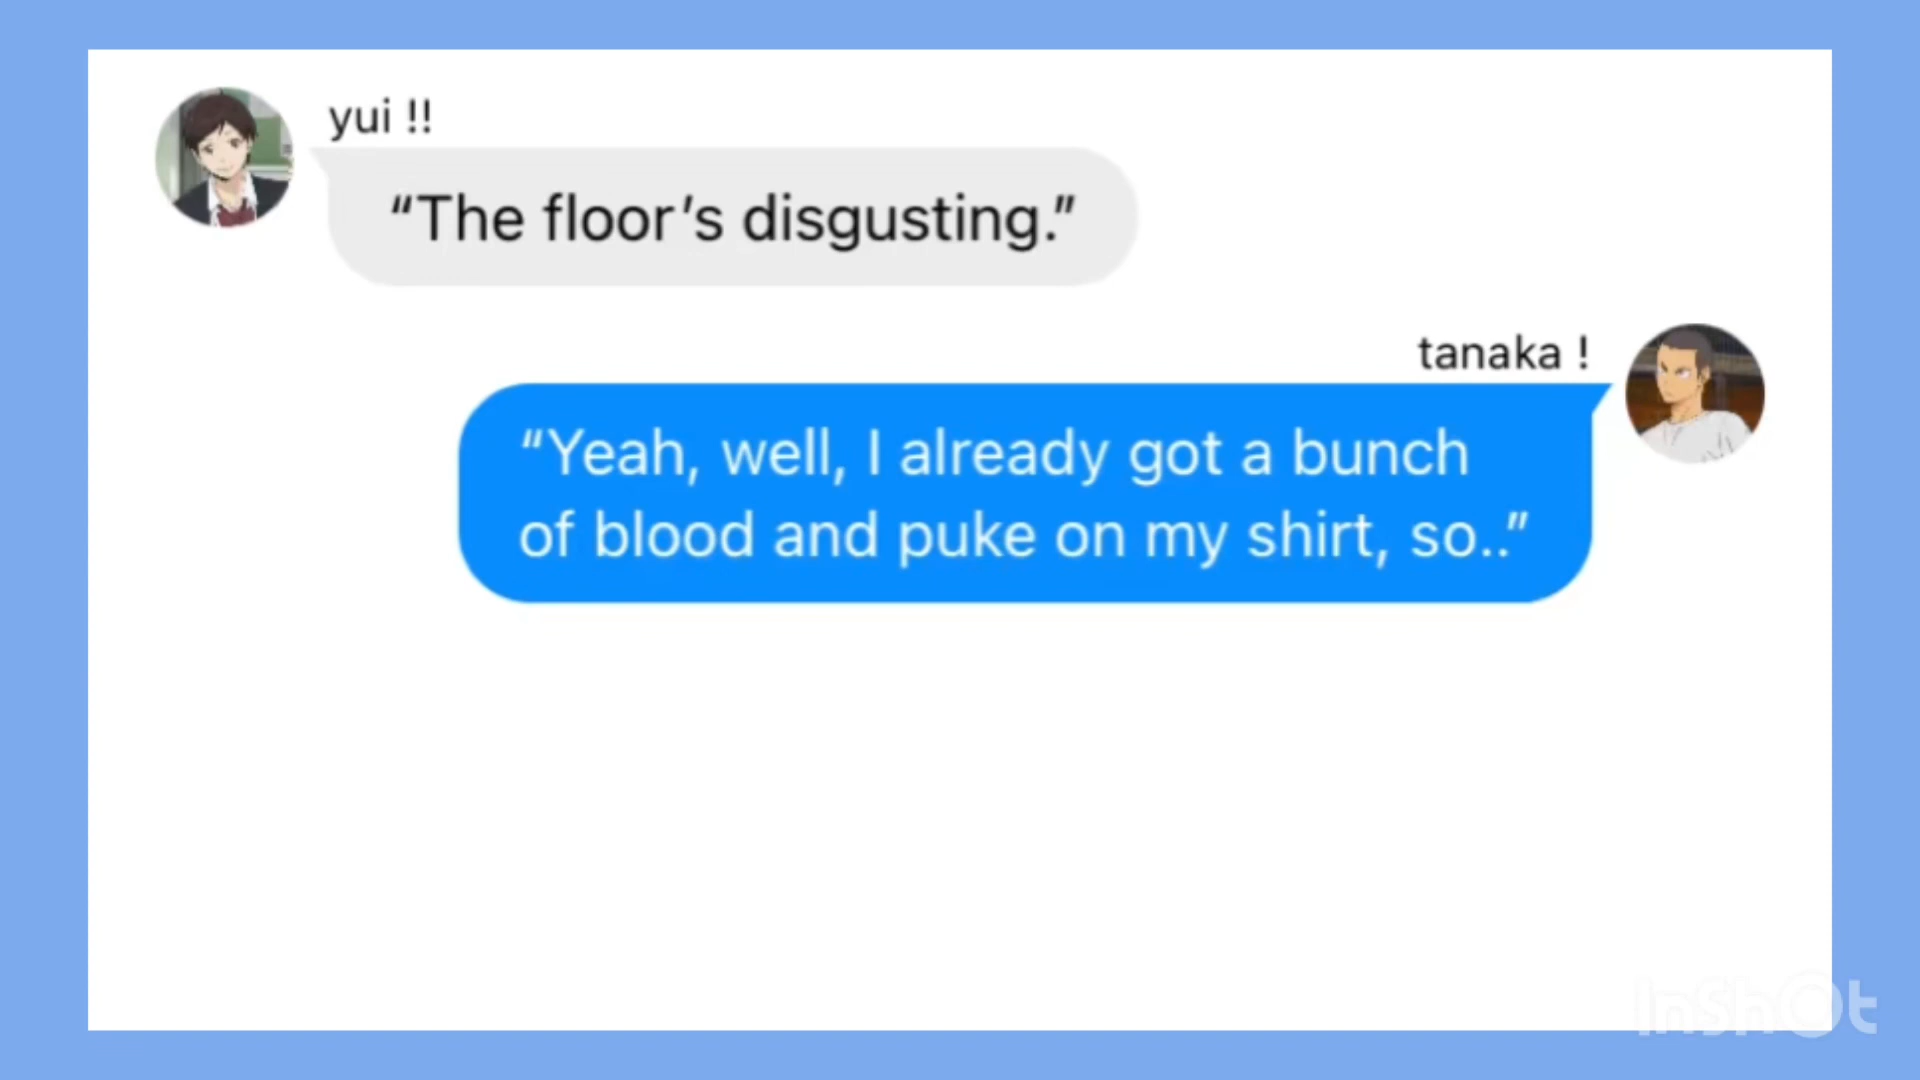 yui !!
“The floor’s disgusting.”
tanaka !
“Yeah, well, I already got a bunch
of blood and puke on my shirt, so..”
InShOt